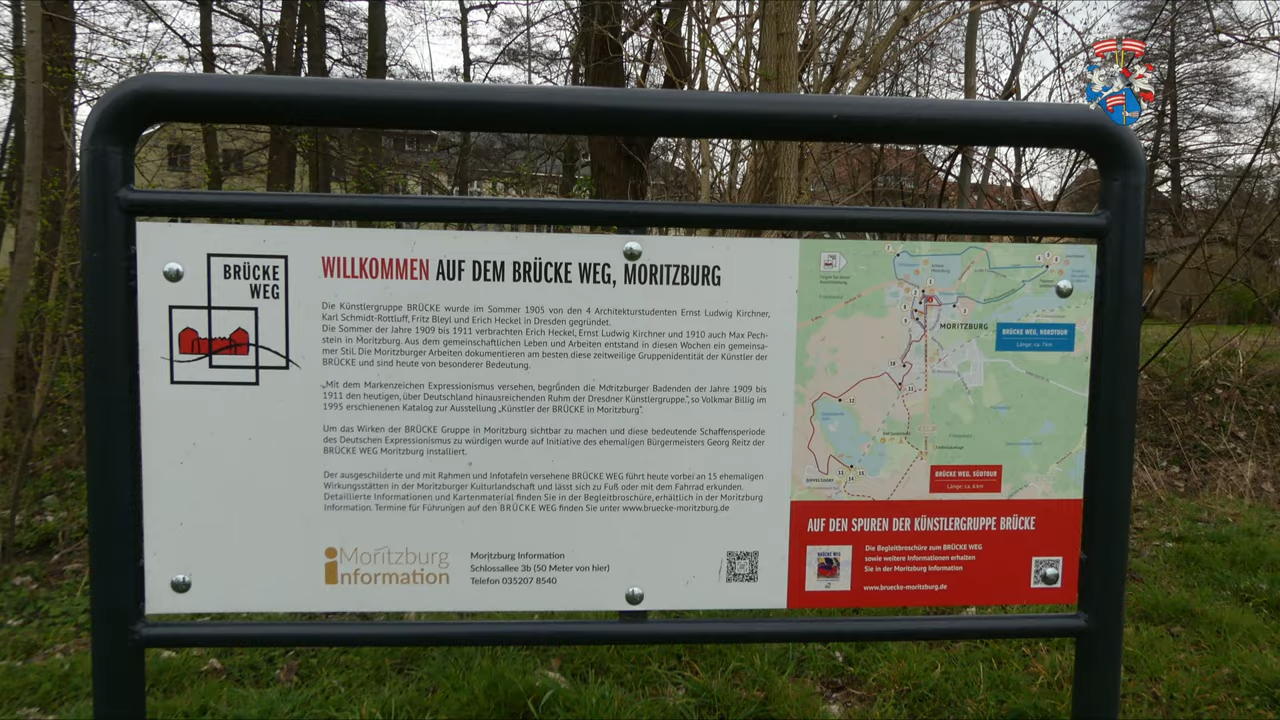 BRÜCKE
WEG
WILLKOMMEN AUF DEM BRÜCKE WEG, MORITZBURG
Die Künstlergruppe BRÜCKE wurde im Sommer 1905 von den 4 Architekturstudenten Ernst Ludwig Kirchner,
Karl Schmidt-Rottluff, Fritz Bleyl und Erich Heckel in Dresden gegründet.
Die Sommer der Jahre 1909 bis 1911 verbrachten Erich Heckel, Ernst Ludwig Kirchner und 1910 auch Max Pech-
stein in Moritzburg. Aus dem gemeinschaftlichen Leben und Arbeiten entstand in diesen Wochen ein gemeinsa-
mer Stil. Die Moritzburger Arbeiten dokumentieren am besten diese zeitweilige Gruppenidentität der Künstler der
BRÜCKE und sind heute von besonderer Bedeutung.
„Mit dem Markenzeichen Expressionismus versehen, begründen die Moritzburger Badenden der Jahre 1909 bis
1911 den heutigen, über Deutschland hinausreichenden Ruhm der Dresdner Künstlergruppe.", so Volkmar Billig im
1995 erschienenen Katalog zur Ausstellung „Künstler der BRÜCKE in Moritzburg".
Um das Wirken der BRÜCKE Gruppe in Moritzburg sichtbar zu machen und diese bedeutende Schaffensperiode
des Deutschen Expressionismus zu würdigen wurde auf Initiative des ehemaligen Bürgermeisters Georg Reitz der
BRÜCKE WEG Moritzburg installiert.
Der ausgeschilderte und mit Rahmen und Infotafeln versehene BRÜCKE WEG führt heute vorbei an 15 ehemaligen
Wirkungsstätten in der Moritzburger Kulturlandschaft und lässt sich zu Fuß oder mit dem Fahrrad erkunden.
Detaillierte Informationen und Kartenmaterial finden Sie in der Begleitbroschüre, erhältlich in der Moritzburg
Information. Termine für Führungen auf den BRÜCKE WEG finden Sie unter www.bruecke-moritzburg.de
Moritzburg
information
Moritzburg Information
Schlossallee 3b (50 Meter von hier)
Telefon 035207 8540
MORITZBURG
BRÜCKE WEG, NORDTOUR
Länge: ca. 7 km
BRÜCKE WEG, SÜDTOUR
Länge: ca. 6 km
DIPPELSDORF
AUF DEN SPUREN DER KÜNSTLERGRUPPE BRÜCKE
BRÜCKE WEG
Die Begleitbroschüre zum BRÜCKE WEG
sowie weitere Informationen erhalten
Sie in der Moritzburg Information
www.bruecke-moritzburg.de